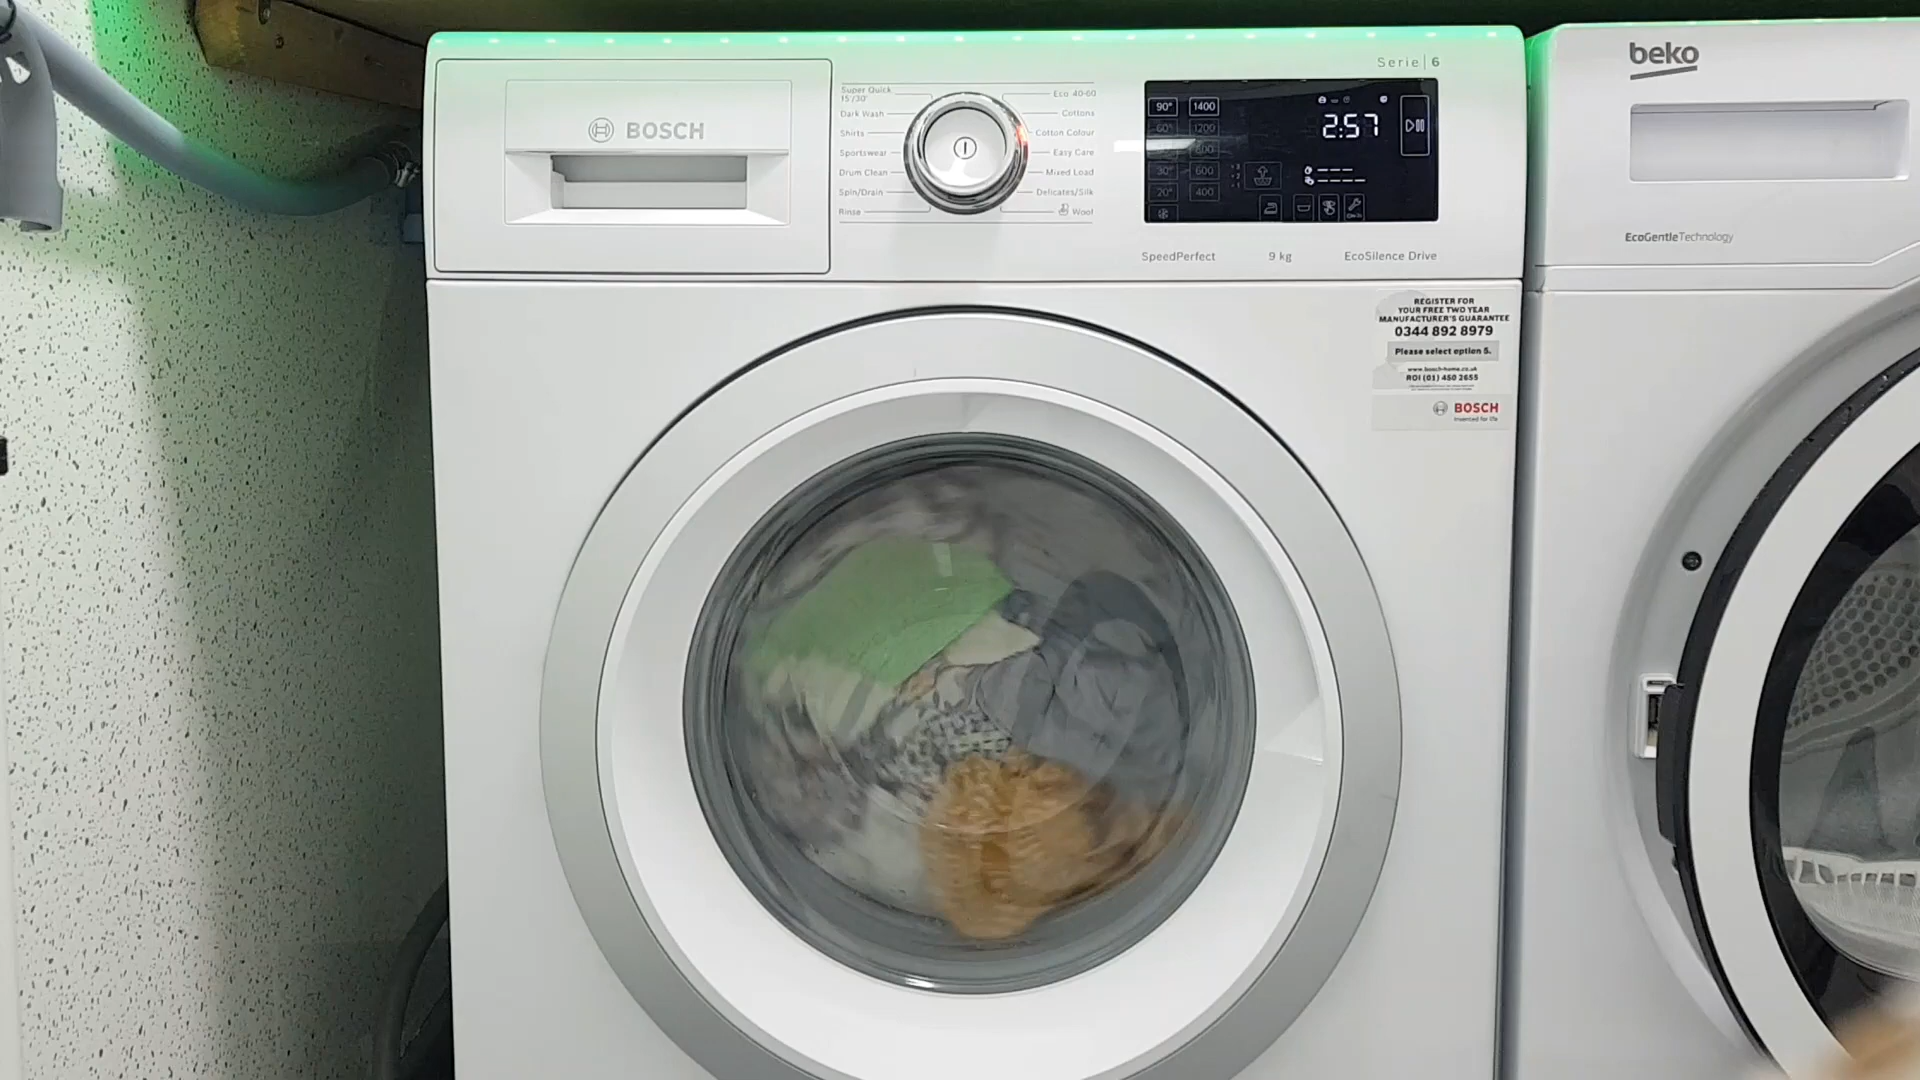 BOSCH
Super Quick
15'/30'
Dark Wash
Shirts
Sportswear
Drum Clean
Spin/Drain
Rinse
Eco 40-60
Cottons
Cotton Colour
Easy Care
Mixed Load
Delicates/Silk
Wool
Serie | 6
90° 1400
60° 1200
800
30° 600
20° 400
2:57
SpeedPerfect
9 kg
EcoSilence Drive
REGISTER FOR
YOUR FREE TWO YEAR
MANUFACTURER'S GUARANTEE
0344 892 8979
Please select option 5.
www.bosch-home.co.uk
ROI (01) 450 2655
BOSCH
Invented for life
beko
EcoGentle Technology